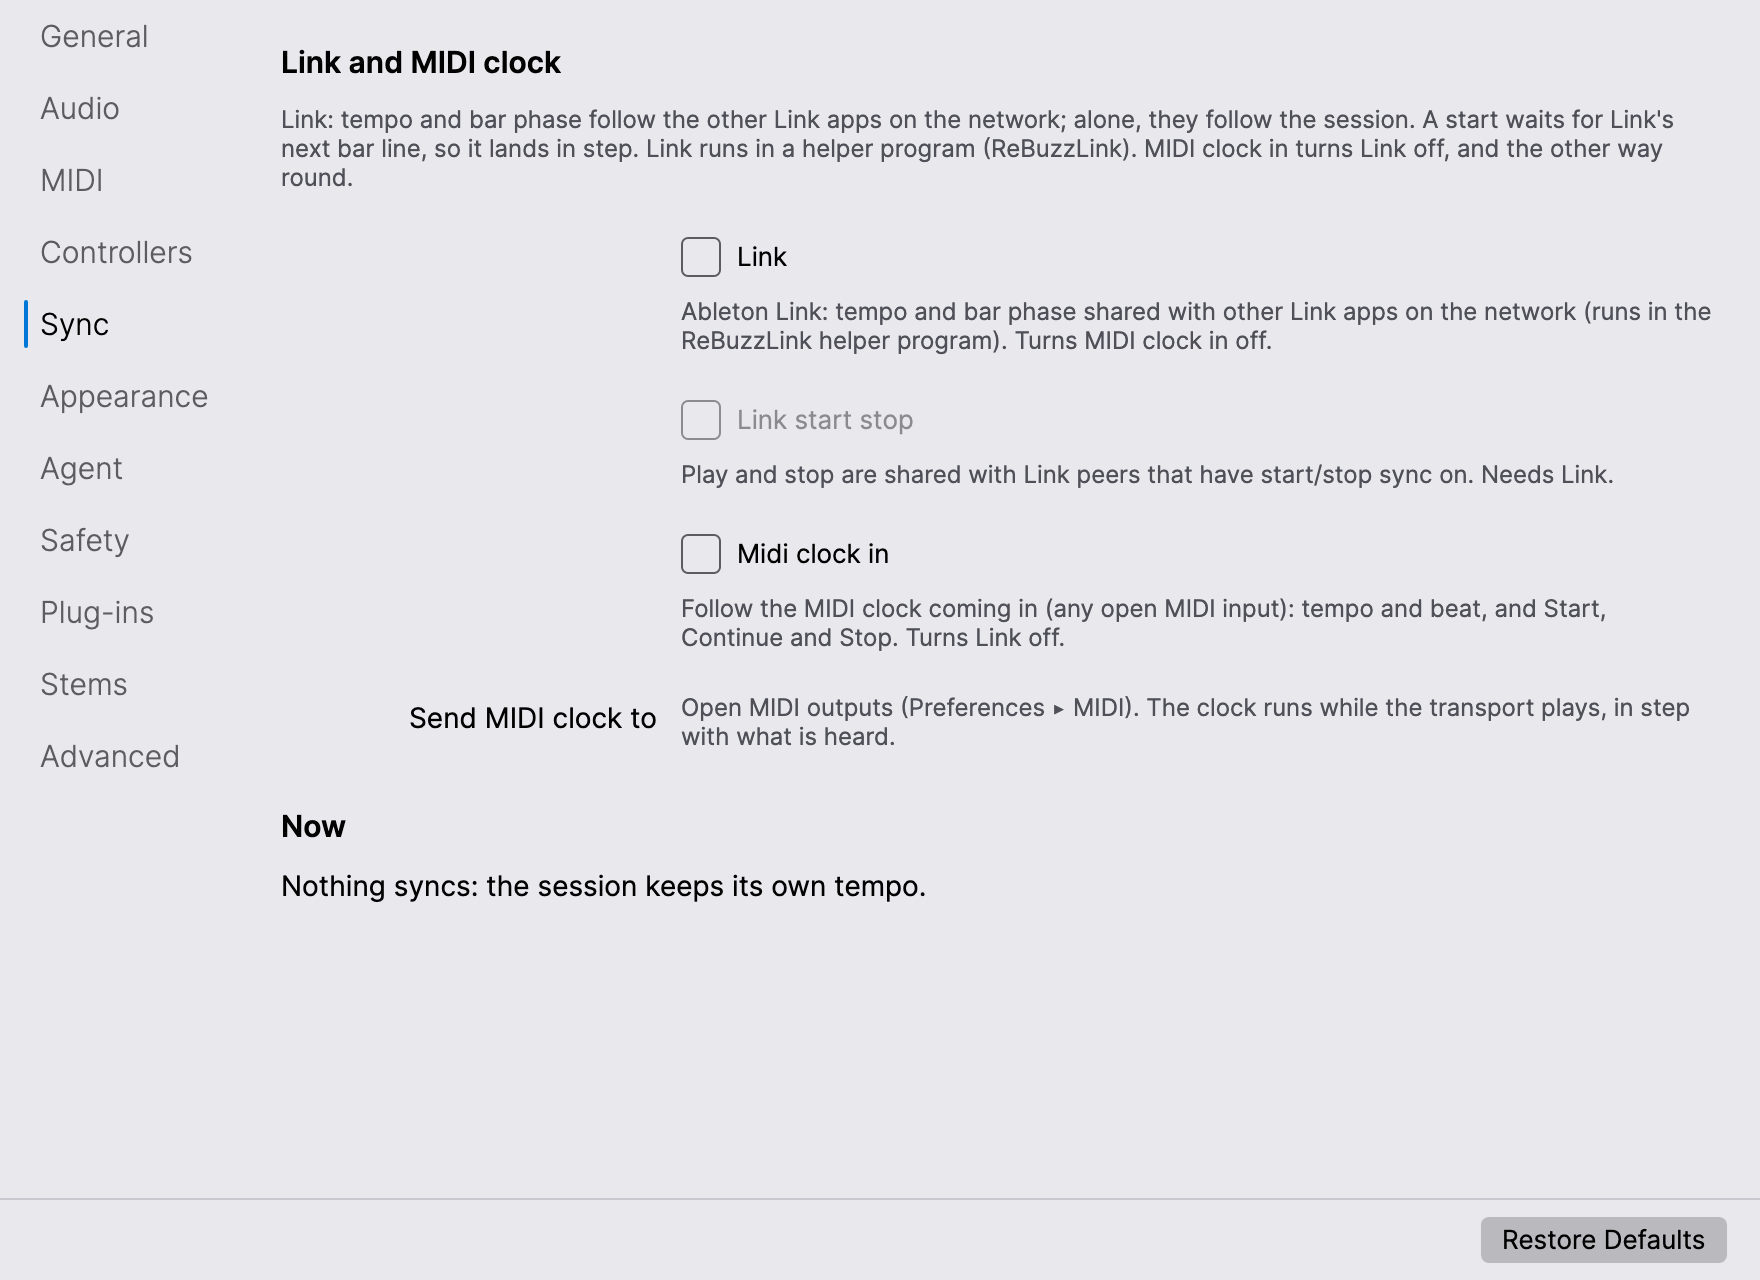 General
Audio
MIDI
Controllers
Sync
Appearance
Agent
Safety
Plug-ins
Stems
Advanced
Link and MIDI clock
Link: tempo and bar phase follow the other Link apps on the network; alone, they follow the session. A start waits for Link's
next bar line, so it lands in step. Link runs in a helper program (ReBuzzLink). MIDI clock in turns Link off, and the other way
round.
Link
Ableton Link: tempo and bar phase shared with other Link apps on the network (runs in the
ReBuzzLink helper program). Turns MIDI clock in off.
Link start stop
Play and stop are shared with Link peers that have start/stop sync on. Needs Link.
Midi clock in
Follow the MIDI clock coming in (any open MIDI input): tempo and beat, and Start,
Continue and Stop. Turns Link off.
Send MIDI clock to
Open MIDI outputs (Preferences ▸ MIDI). The clock runs while the transport plays, in step
with what is heard.
Now
Nothing syncs: the session keeps its own tempo.
Restore Defaults